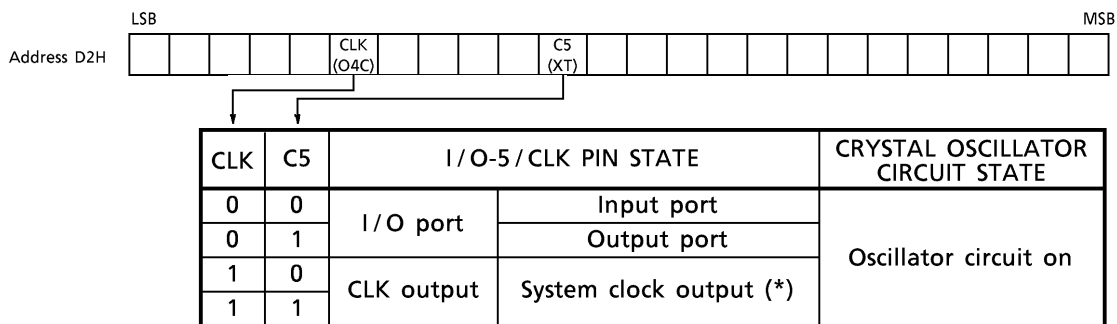 LSB MSB
Address D2H CLK (O4C) C5 (XT)
CLK C5 I/O-5/CLK PIN STATE CRYSTAL OSCILLATOR CIRCUIT STATE
0 0 I/O port Input port Oscillator circuit on
0 1 Output port
1 0 CLK output System clock output (*)
1 1